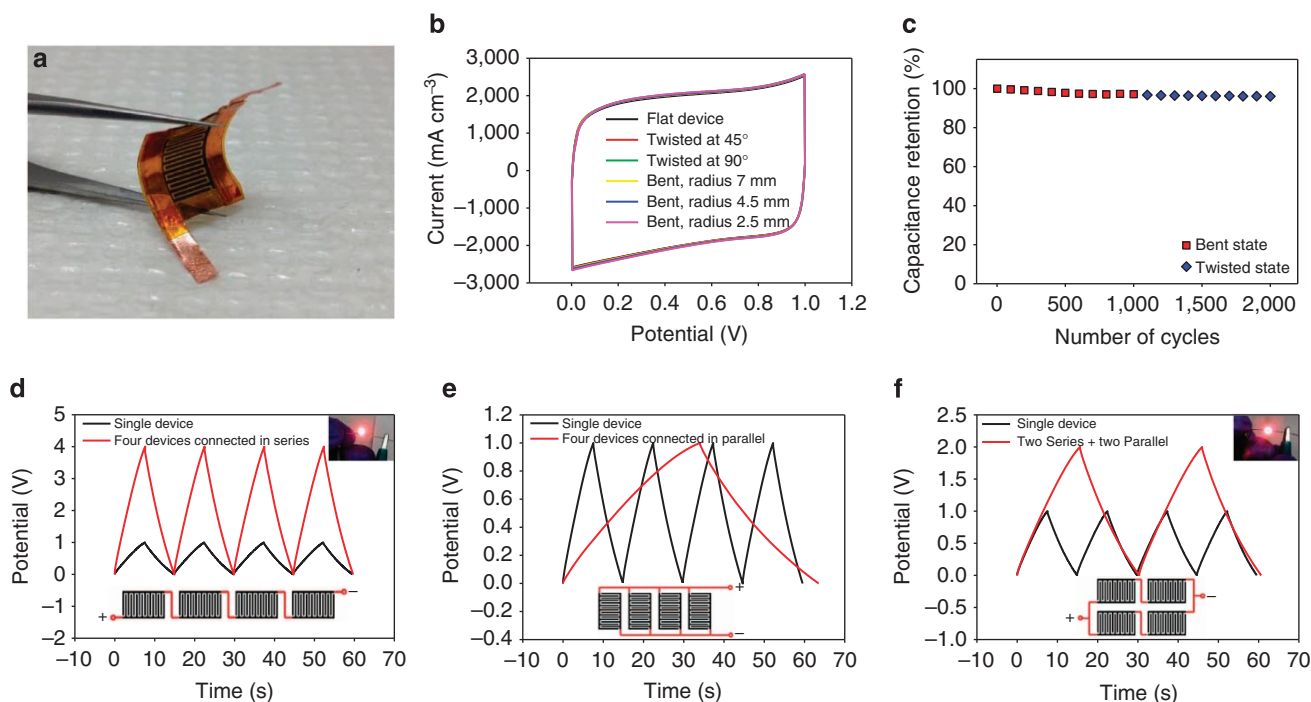 a
b
3,000
2,000
1,000
0
–1,000
–2,000
–3,000
Current (mA cm–3)
Flat device
Twisted at 45°
Twisted at 90°
Bent, radius 7 mm
Bent, radius 4.5 mm
Bent, radius 2.5 mm
0.0 0.2 0.4 0.6 0.8 1.0 1.2
Potential (V)
c
100
80
60
40
20
0
Capacitance retention (%)
Bent state
Twisted state
0 500 1,000 1,500 2,000
Number of cycles
d
5
4
3
2
1
0
–1
–2
Potential (V)
Single device
Four devices connected in series
+ –
–10 0 10 20 30 40 50 60 70
Time (s)
e
1.2
1.0
0.8
0.6
0.4
0.2
0.0
–0.2
–0.4
Potential (V)
Single device
Four devices connected in parallel
+
–
–10 0 10 20 30 40 50 60 70
Time (s)
f
2.5
2.0
1.5
1.0
0.5
0.0
–0.5
–1.0
Potential (V)
Single device
Two Series + two Parallel
–
+
–10 0 10 20 30 40 50 60 70
Time (s)